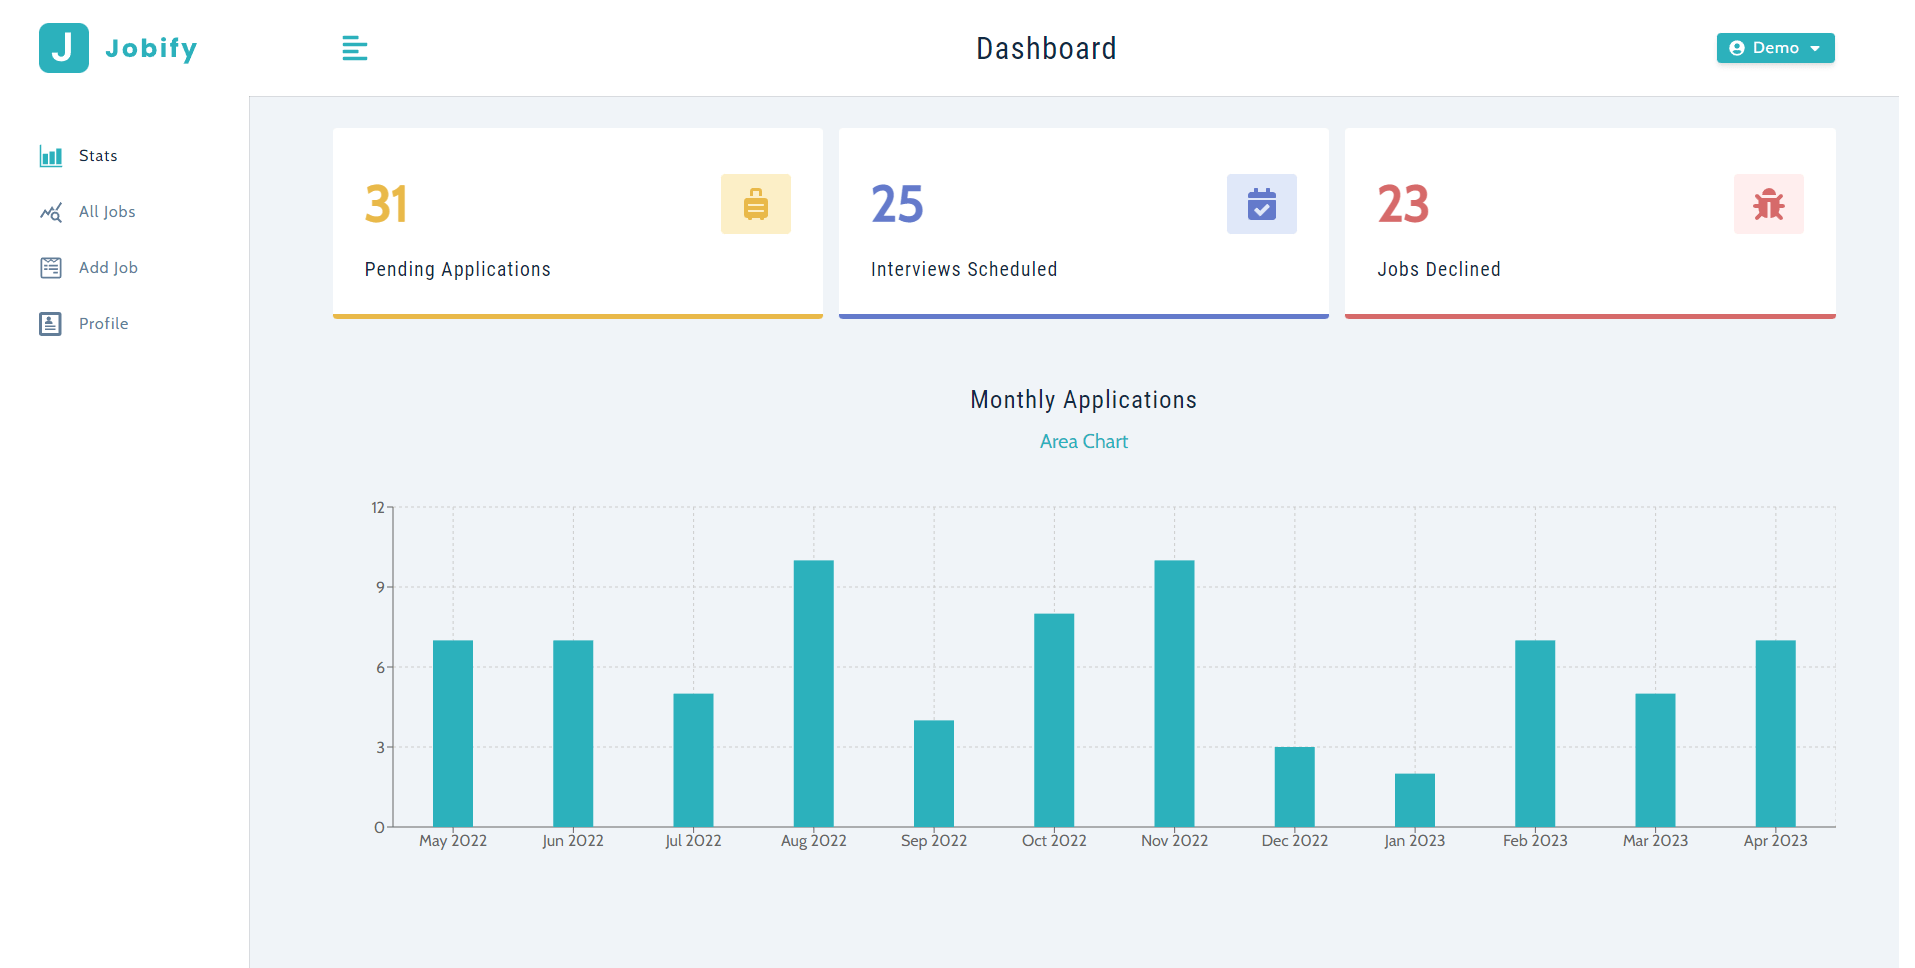 J Jobify
Dashboard
Demo
Stats
All Jobs
Add Job
Profile
31
Pending Applications
25
Interviews Scheduled
23
Jobs Declined
Monthly Applications
Area Chart
12
9
6
3
0
May 2022 Jun 2022 Jul 2022 Aug 2022 Sep 2022 Oct 2022 Nov 2022 Dec 2022 Jan 2023 Feb 2023 Mar 2023 Apr 2023